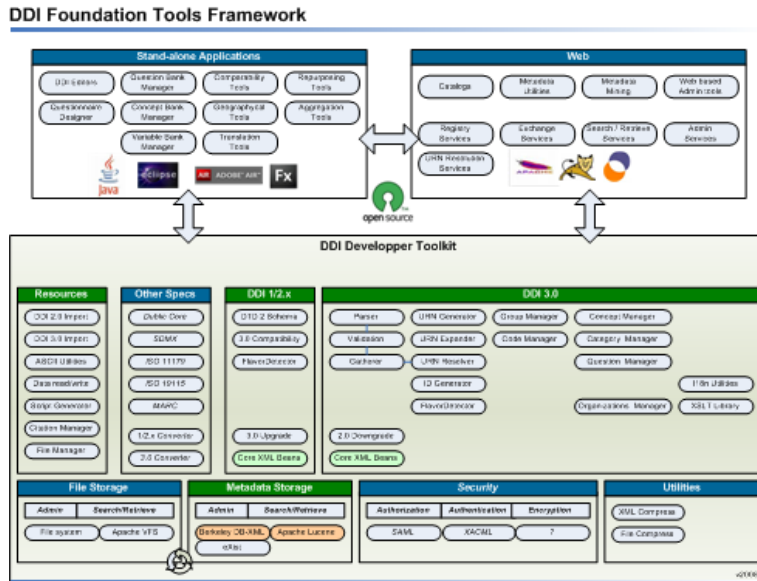 DDI Foundation Tools Framework
Stand-alone Applications
DDI Editors
Question Bank
Manager
Comparability
Tools
Repurposing
Tools
Questionnaire
Designer
Concept Bank
Manager
Geographycal
Tools
Aggregation
Tools
Variable Bank
Manager
Translation
Tools
Java
eclipse
AIR ADOBE AIR
Fx
Web
Catalogs
Metadata
Utilities
Metadata
Mining
Web based
Admin tools
Registry
Services
Exchange
Services
Search / Retrieve
Services
Admin
Services
URN Resolution
Services
APACHE
open source
DDI Developper Toolkit
Resources
DDI 2.0 Import
DDI 3.0 Import
ASCII Utilities
Data read/write
Script Generator
Citation Manager
File Manager
Other Specs
Dublic Core
SDMX
ISO 11179
ISO 19115
MARC
1/2.x Converter
3.0 Converter
DDI 1/2.x
DTD 2 Schema
3.0 Compatibility
FlavorDetector
3.0 Upgrade
Core XML Beans
DDI 3.0
Parser
URN Generator
Group Manager
Concept Manager
Validation
URN Expander
Code Manager
Category Manager
Gatherer
URN Resolver
Question Manager
ID Generator
I18n Utilities
FlavorDetector
Organizations Manager
XSLT Library
2.0 Downgrade
Core XML Beans
File Storage
Admin
Search/Retrieve
File system
Apache VFS
Metadata Storage
Admin
Search/Retrieve
Berkeley DB-XML
Apache Lucene
eXist
Security
Authorization
Authentication
Encryption
SAML
XACML
?
Utilities
XML Compress
File Compress